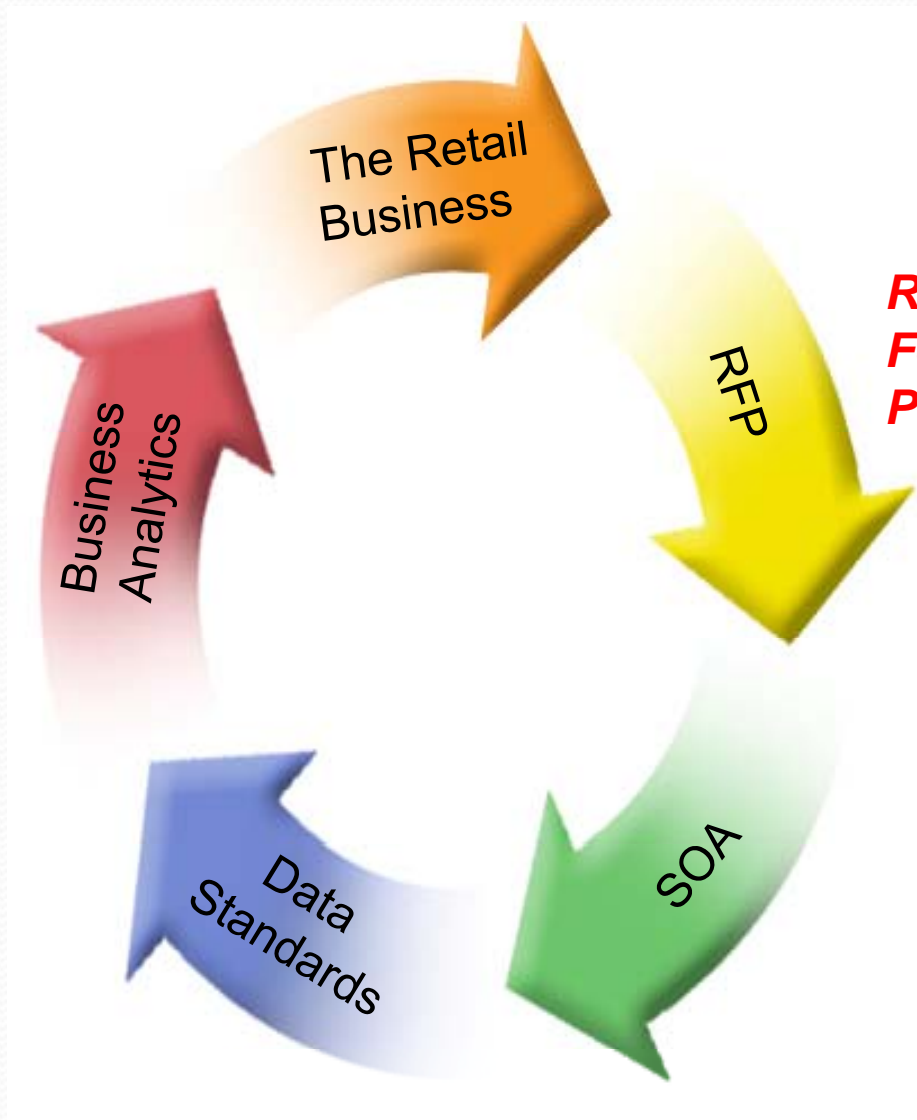 The Retail
Business
RFP
R
F
P
SOA
Data
Standards
Business
Analytics